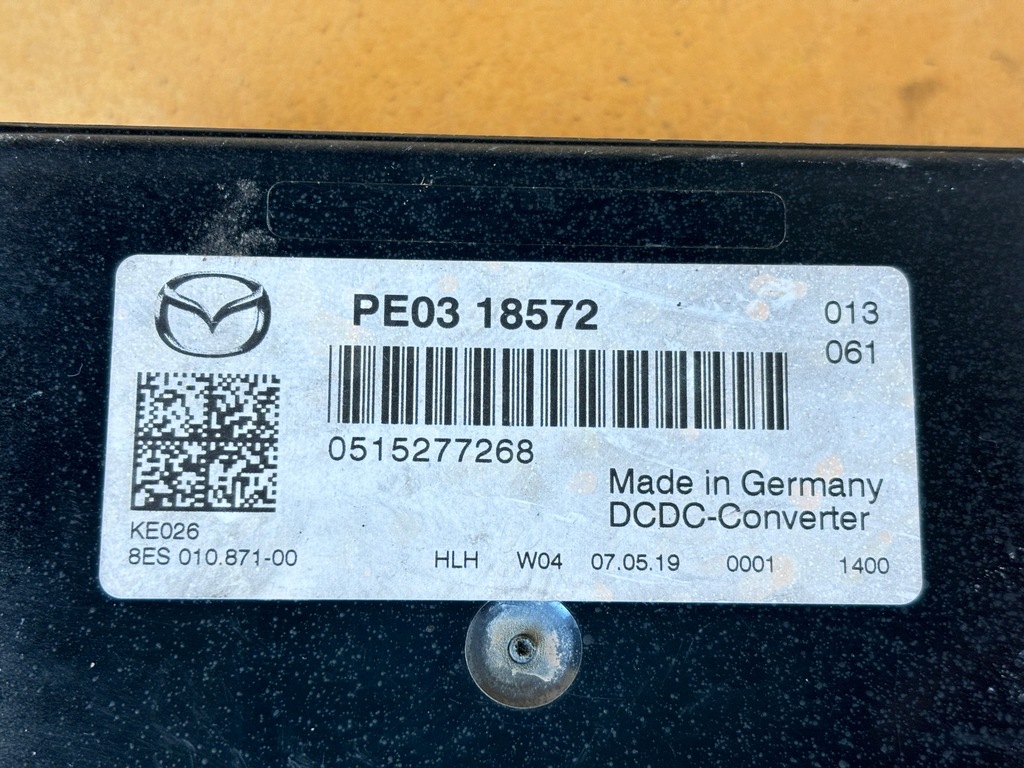 PE03 18572
013
061
0515277268
Made in Germany
DCDC-Converter
KE026
8ES 010.871-00 HLH W04 07.05.19 0001 1400